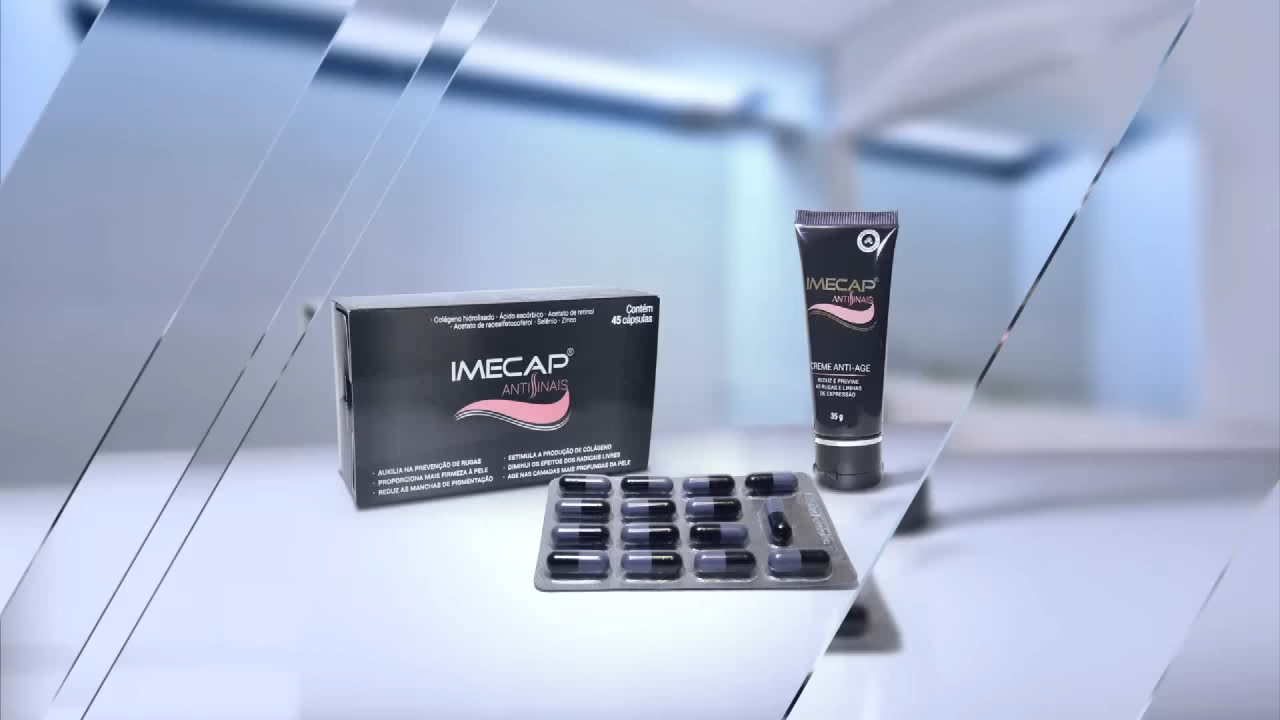 · Colágeno hidrolisado · Ácido ascórbico · Acetato de retinol
· Acetato de racealfatocoferol · Selênio · Zinco
Contém
45 cápsulas
IMECAP®
ANTISSINAIS
· AUXILIA NA PREVENÇÃO DE RUGAS
· PROPORCIONA MAIS FIRMEZA À PELE
· REDUZ AS MANCHAS DE PIGMENTAÇÃO
· ESTIMULA A PRODUÇÃO DE COLÁGENO
· DIMINUI OS EFEITOS DOS RADICAIS LIVRES
· AGE NAS CAMADAS MAIS PROFUNDAS DA PELE
IMECAP®
ANTISSINAIS
CREME ANTI-AGE
REDUZ E PREVINE
AS RUGAS E LINHAS
DE EXPRESSÃO
35 g